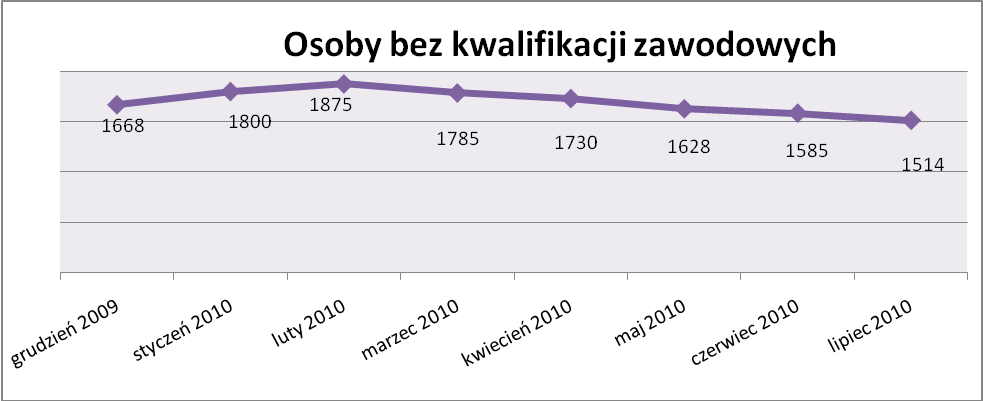 Osoby bez kwalifikacji zawodowych
1668
1800
1875
1785
1730
1628
1585
1514
grudzień 2009
styczeń 2010
luty 2010
marzec 2010
kwiecień 2010
maj 2010
czerwiec 2010
lipiec 2010